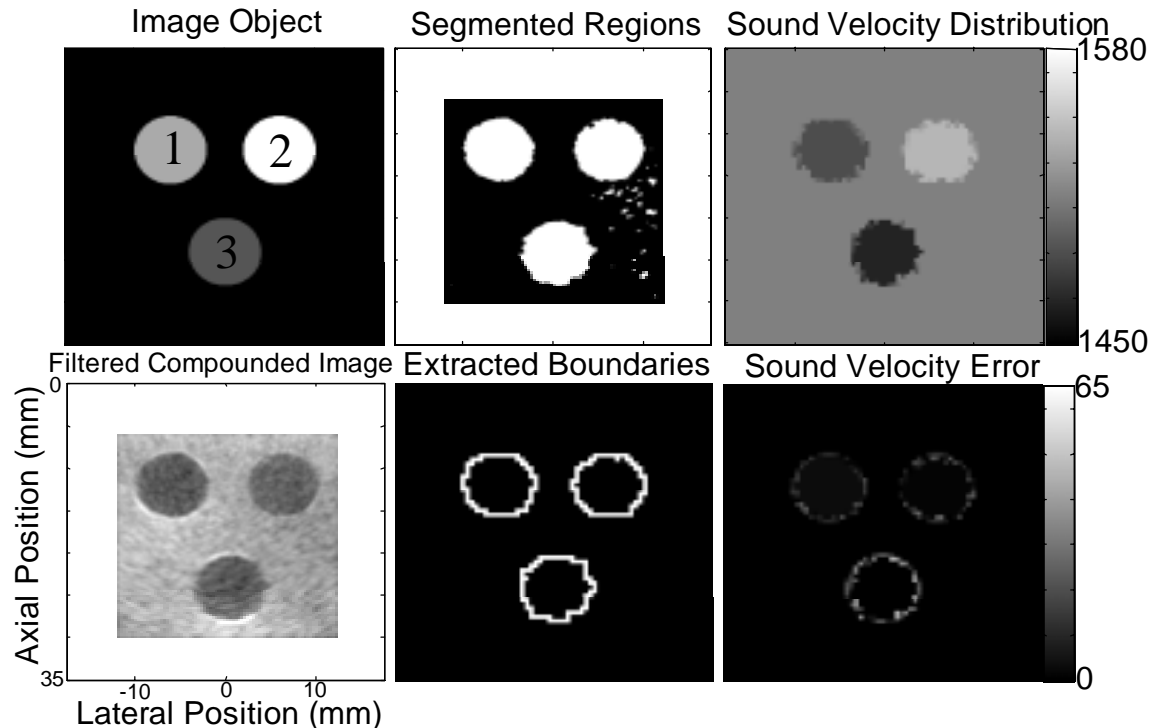 Image Object
Segmented Regions
Sound Velocity Distribution
1
2
3
1580
1450
Filtered Compounded Image
Extracted Boundaries
Sound Velocity Error
0
35
Axial Position (mm)
-10
0
10
Lateral Position (mm)
65
0